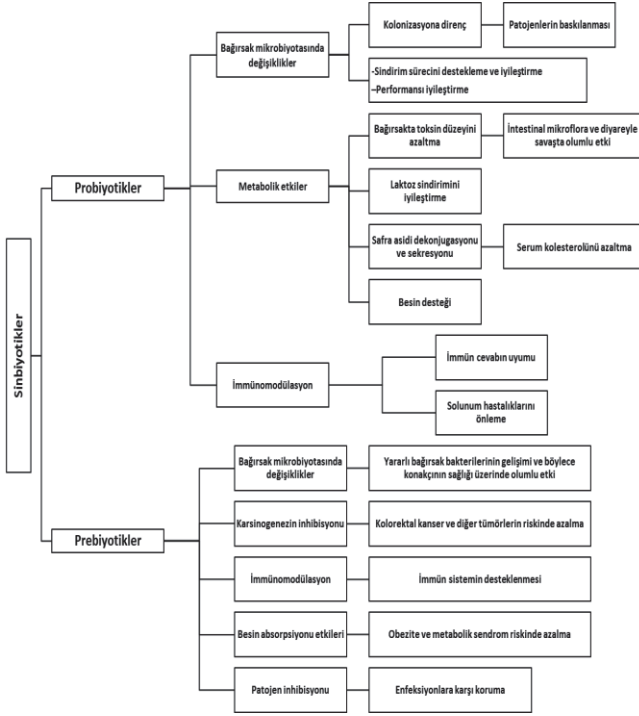 Sinbiyotikler
Probiyotikler
Bağırsak mikrobiyotasında
değişiklikler
Kolonizasyona direnç
Patojenlerin baskılanması
-Sindirim sürecini destekleme ve iyileştirme
–Performansı iyileştirme
Metabolik etkiler
Bağırsakta toksin düzeyini
azaltma
İntestinal mikroflora ve diyareyle
savaşta olumlu etki
Laktoz sindirimini
iyileştirme
Safra asidi dekonjugasyonu
ve sekresyonu
Serum kolesterolünü azaltma
Besin desteği
İmmünomodülasyon
İmmün cevabın uyumu
Solunum hastalıklarını
önleme
Prebiyotikler
Bağırsak mikrobiyotasında
değişiklikler
Yararlı bağırsak bakterilerinin gelişimi ve böylece
konakçının sağlığı üzerinde olumlu etki
Karsinogenezin inhibisyonu
Kolorektal kanser ve diğer tümörlerin riskinde azalma
İmmünomodülasyon
İmmün sistemin desteklenmesi
Besin absorpsiyonu etkileri
Obezite ve metabolik sendrom riskinde azalma
Patojen inhibisyonu
Enfeksiyonlara karşı koruma